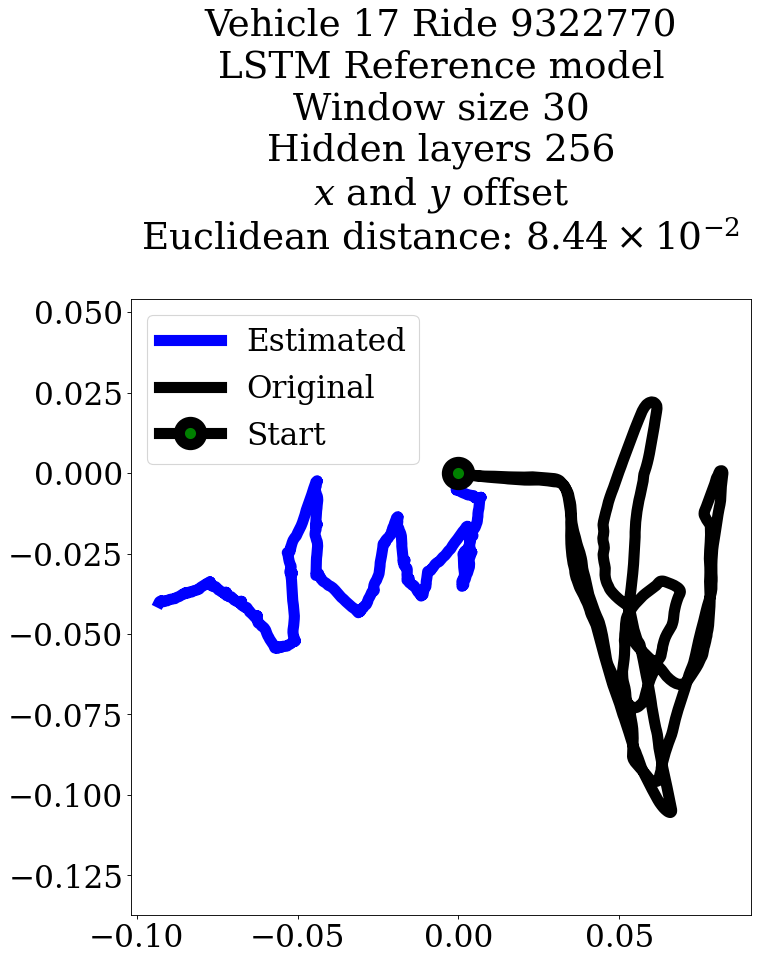 Vehicle 17 Ride 9322770
LSTM Reference model
Window size 30
Hidden layers 256
x and y offset
Euclidean distance: 8.44 × 10⁻²
Estimated
Original
Start
0.050
0.025
0.000
−0.025
−0.050
−0.075
−0.100
−0.125
−0.10 −0.05 0.00 0.05